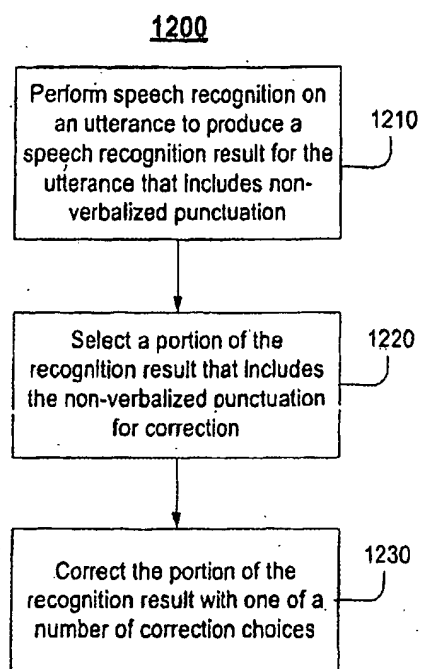 1200
Perform speech recognition on
an utterance to produce a
speech recognition result for the
utterance that includes non-
verbalized punctuation
1210
Select a portion of the
recognition result that includes
the non-verbalized punctuation
for correction
1220
Correct the portion of the
recognition result with one of a
number of correction choices
1230